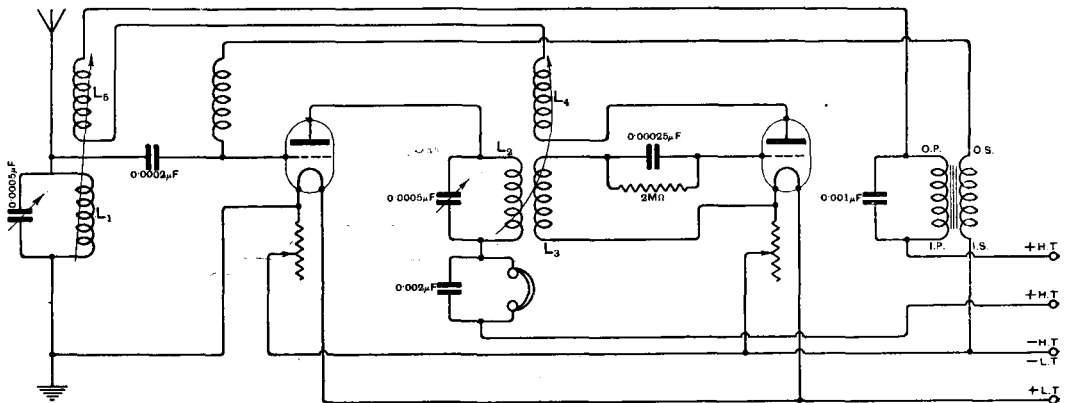 L5
L4
0·0005μF
0·0002μF
L1
L2
0·0005μF
L3
0·00025μF
2MΩ
0·002μF
O.P.
O.S.
0·001μF
I.P.
I.S.
+H.T
+H.T
−H.T
−L.T
+L.T